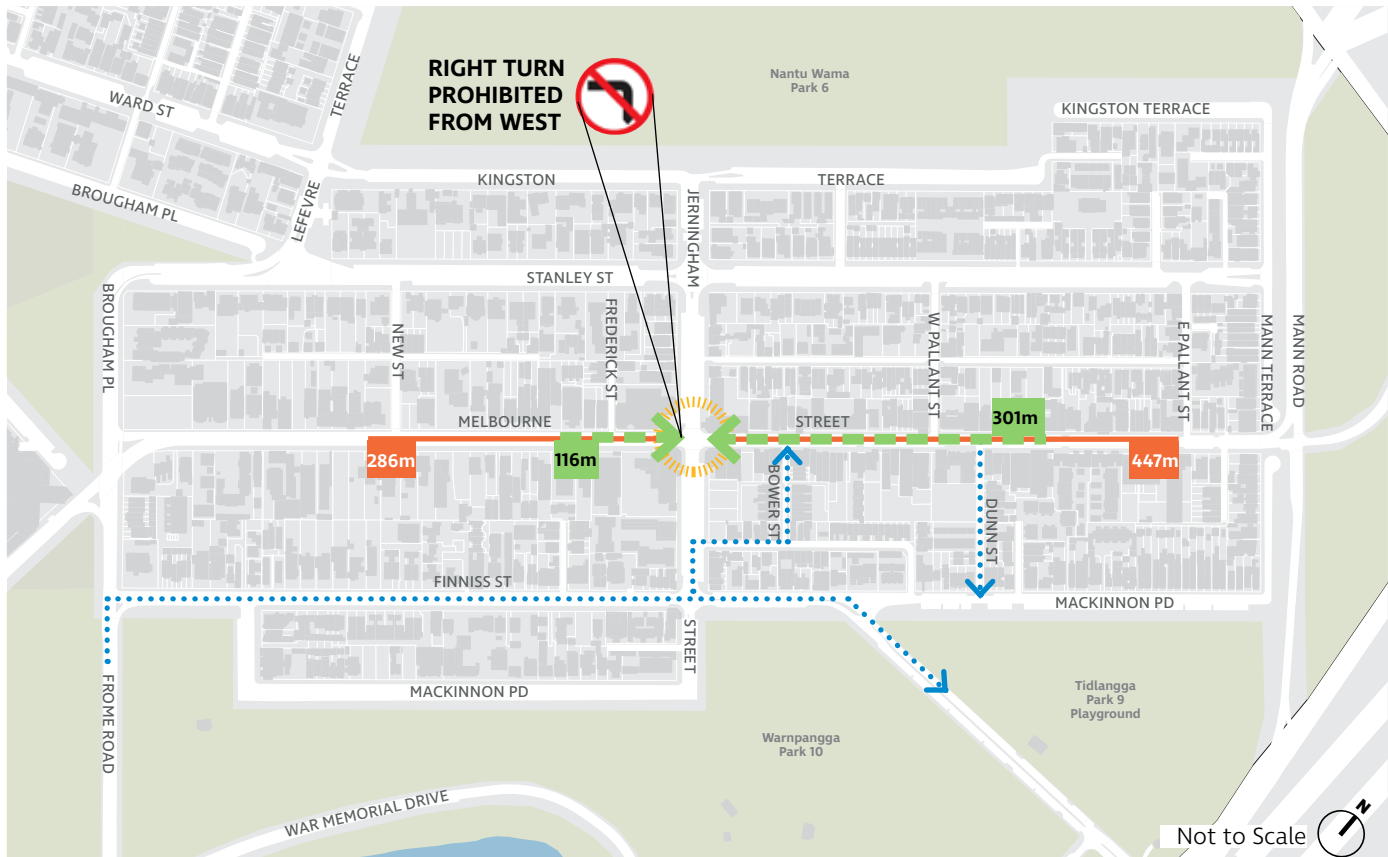 RIGHT TURN
PROHIBITED
FROM WEST
Nantu Wama
Park 6
WARD ST
TERRACE
KINGSTON TERRACE
KINGSTON
TERRACE
BROUGHAM PL
LEFEVRE
JERNINGHAM
STANLEY ST
BROUGHAM PL
NEW ST
FREDERICK ST
W PALLANT ST
E PALLANT ST
MANN TERRACE
MANN ROAD
MELBOURNE
STREET
301m
286m
116m
447m
BOWER ST
DUNN ST
FINNISS ST
MACKINNON PD
STREET
MACKINNON PD
FROME ROAD
Tidlangga
Park 9
Playground
Warnpangga
Park 10
WAR MEMORIAL DRIVE
Not to Scale
N